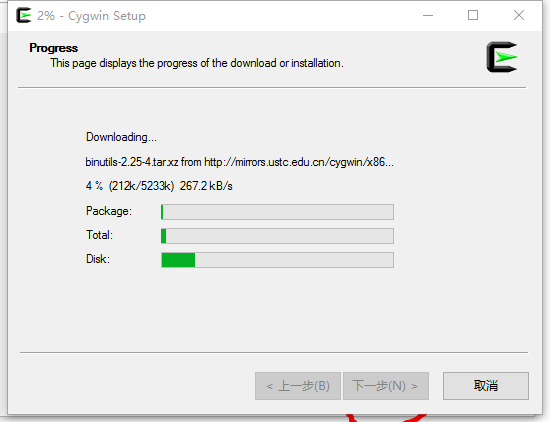 2% - Cygwin Setup
Progress
This page displays the progress of the download or installation.
Downloading...
binutils-2.25-4.tar.xz from http://mirrors.ustc.edu.cn/cygwin/x86...
4 % (212k/5233k) 267.2 kB/s
Package:
Total:
Disk:
< 上一步(B) 下一步(N) > 取消